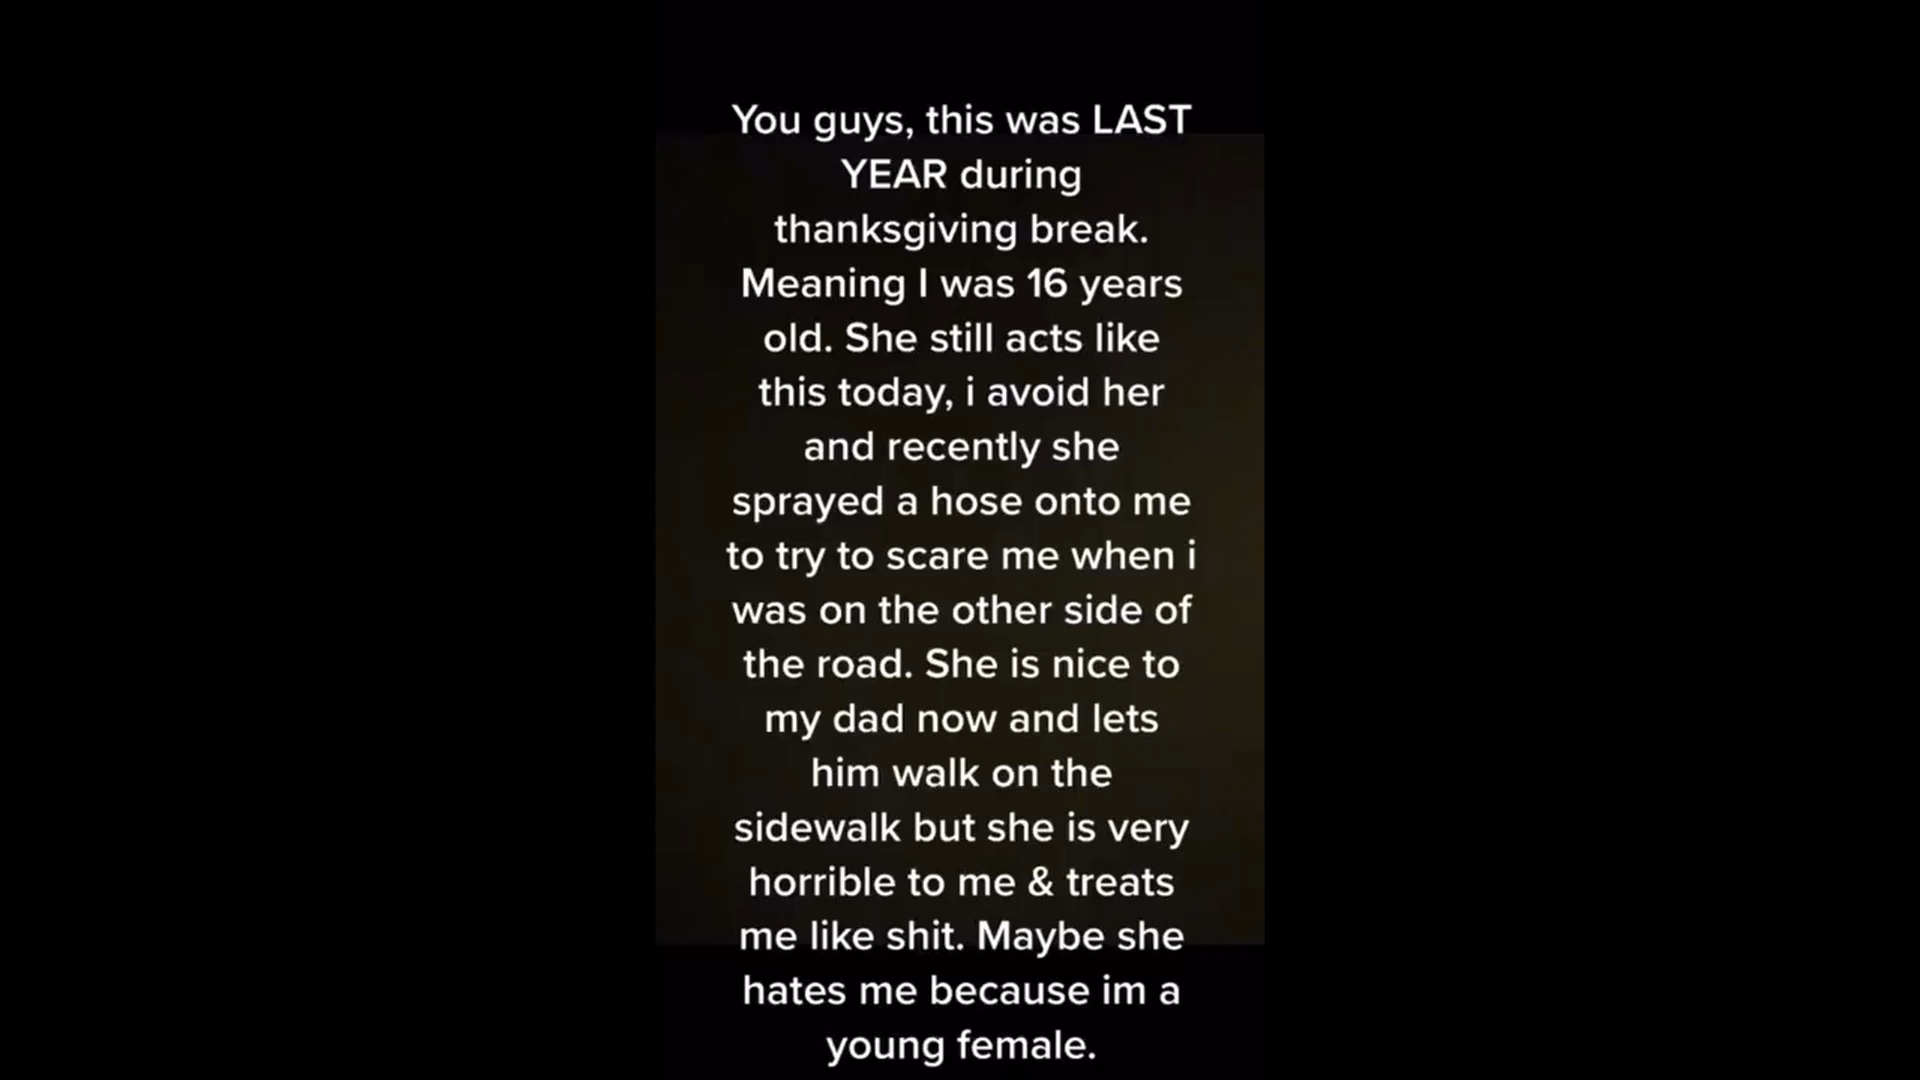 You guys, this was LAST
YEAR during
thanksgiving break.
Meaning I was 16 years
old. She still acts like
this today, i avoid her
and recently she
sprayed a hose onto me
to try to scare me when i
was on the other side of
the road. She is nice to
my dad now and lets
him walk on the
sidewalk but she is very
horrible to me & treats
me like shit. Maybe she
hates me because im a
young female.